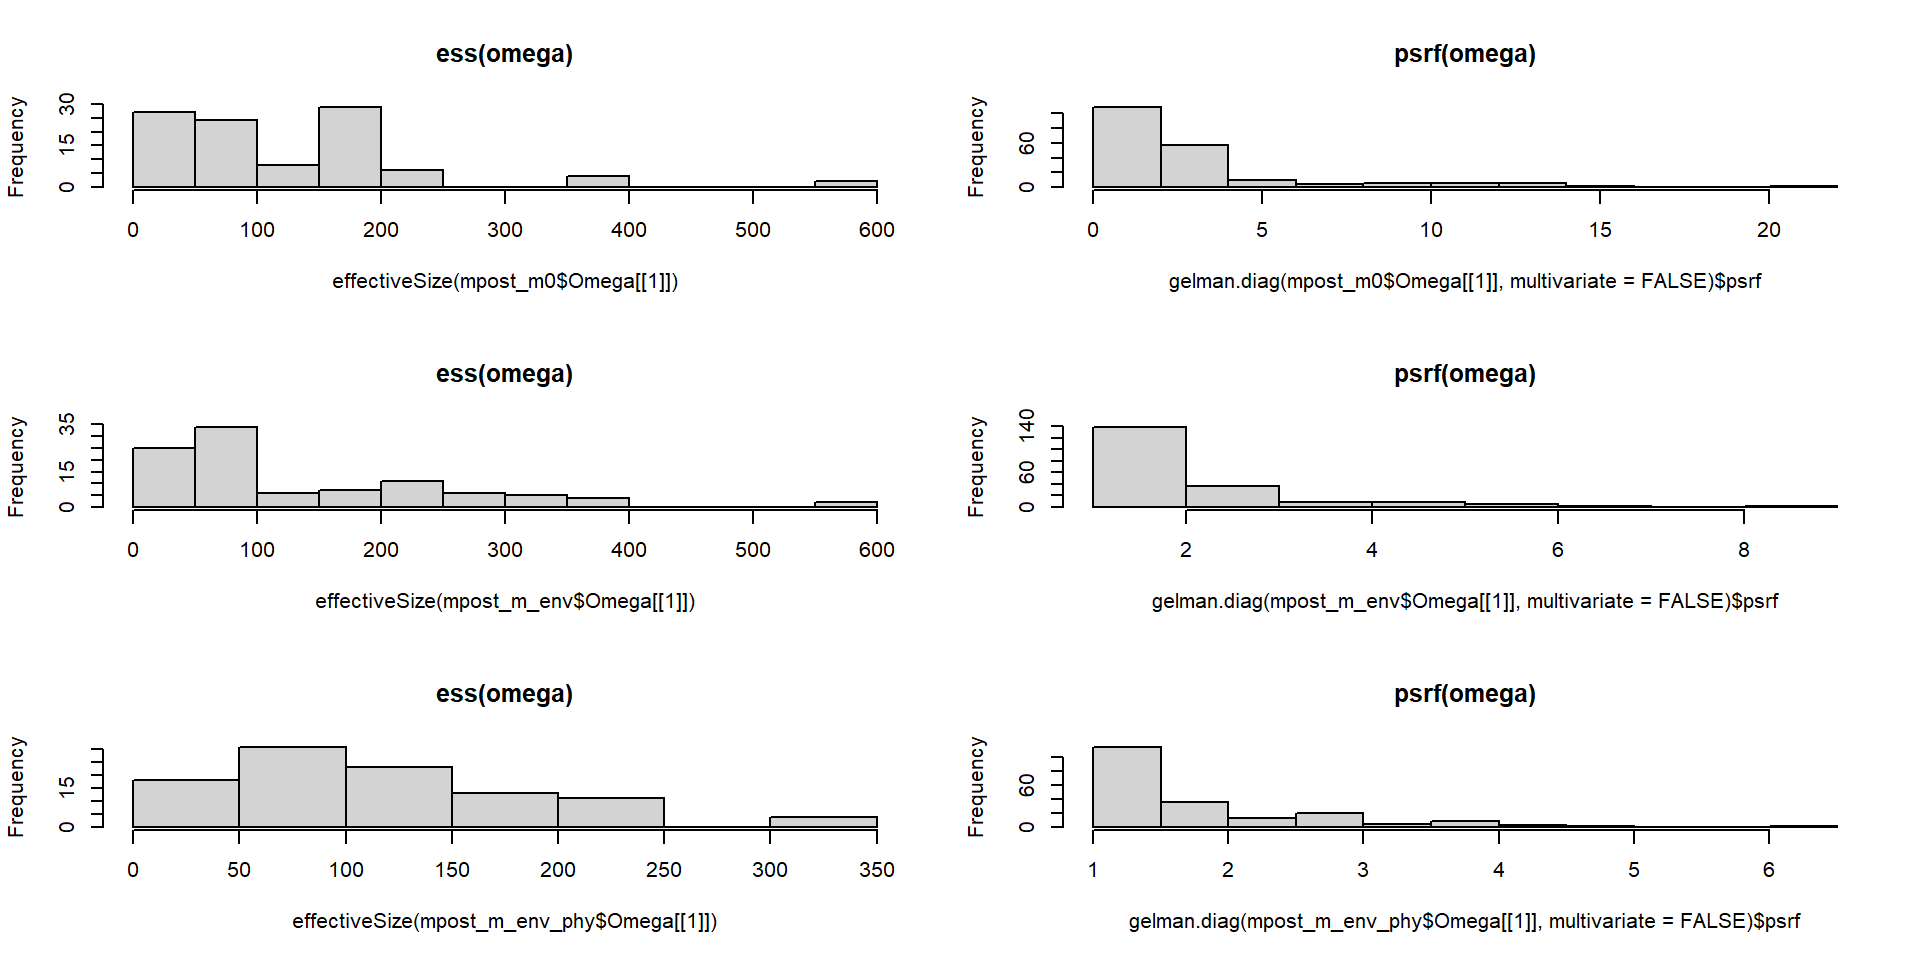 ess(omega)
Frequency
0 15 30
0 100 200 300 400 500 600
effectiveSize(mpost_m0$Omega[[1]])
psrf(omega)
Frequency
0 60
0 5 10 15 20
gelman.diag(mpost_m0$Omega[[1]], multivariate = FALSE)$psrf
ess(omega)
Frequency
0 15 35
0 100 200 300 400 500 600
effectiveSize(mpost_m_env$Omega[[1]])
psrf(omega)
Frequency
0 60 140
2 4 6 8
gelman.diag(mpost_m_env$Omega[[1]], multivariate = FALSE)$psrf
ess(omega)
Frequency
0 15
0 50 100 150 200 250 300 350
effectiveSize(mpost_m_env_phy$Omega[[1]])
psrf(omega)
Frequency
0 60
1 2 3 4 5 6
gelman.diag(mpost_m_env_phy$Omega[[1]], multivariate = FALSE)$psrf